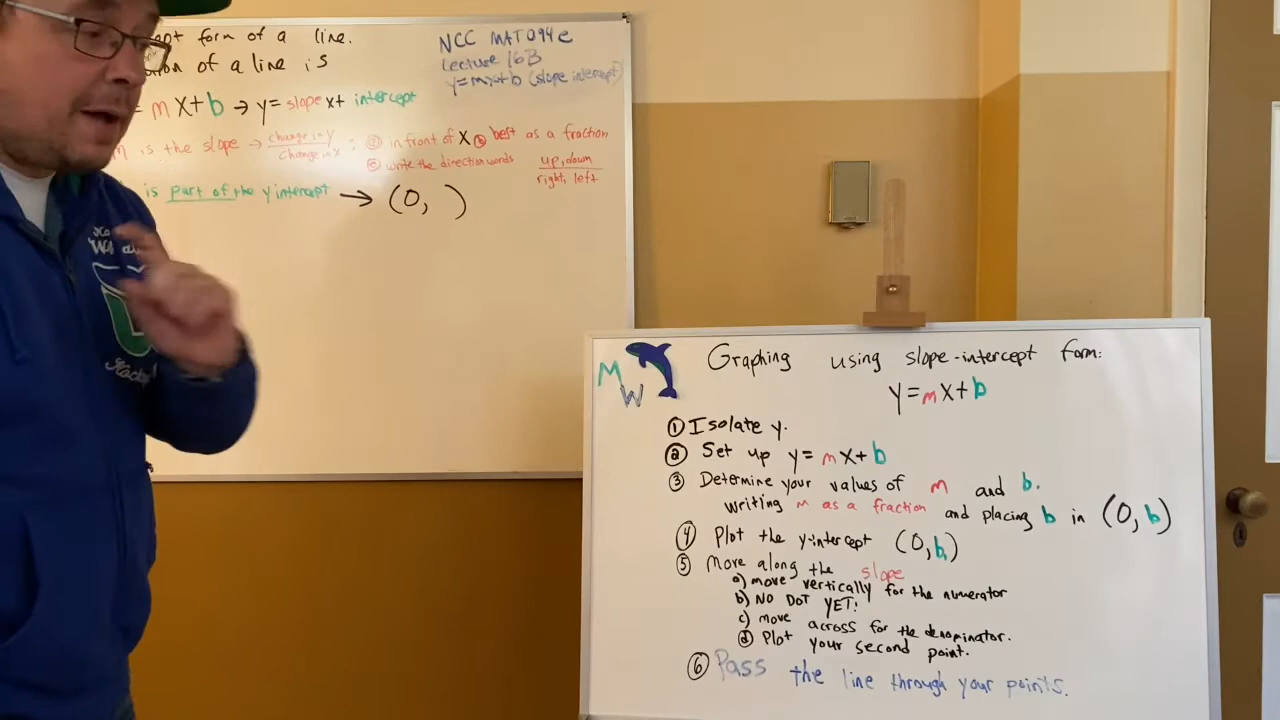 form of a line.
of a line is
NCC MAT094e
Lecture 16B
y=mx+b (slope intercept)
= mx+b → y= slope x+ intercept
m is the slope → change in y / change in x : ⓐ in front of x ⓑ best as a fraction
ⓒ write the direction words up, down / right, left
is part of the y intercept → (0, )
MW
Graphing using slope-intercept form:
y=mx+b
① Isolate y.
② Set up y=mx+b
③ Determine your values of m and b.
writing m as a fraction and placing b in (0,b)
④ Plot the y-intercept (0,b)
⑤ Move along the slope
a) move vertically for the numerator
b) NO DOT YET!
c) move across for the denominator.
ⓓ Plot your second point.
⑥ Pass the line through your points.